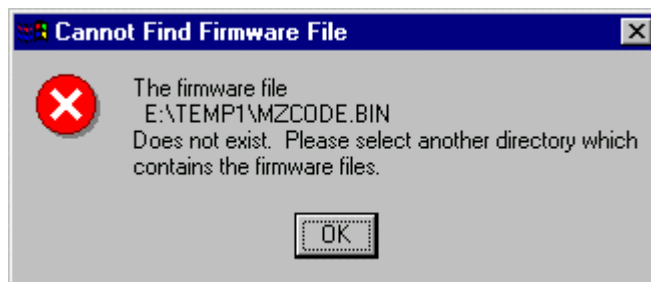 Cannot Find Firmware File
The firmware file
E:\TEMP1\MZCODE.BIN
Does not exist.  Please select another directory which
contains the firmware files.
OK